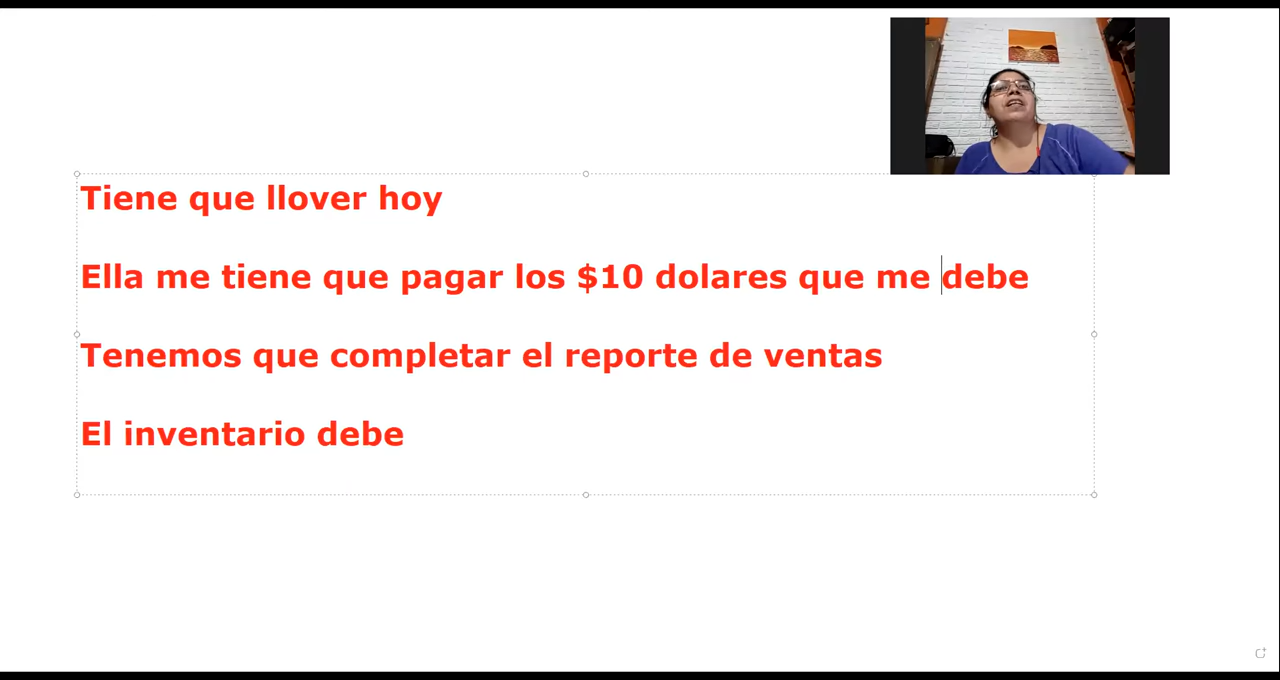 Tiene que llover hoy
Ella me tiene que pagar los $10 dolares que me debe
Tenemos que completar el reporte de ventas
El inventario debe